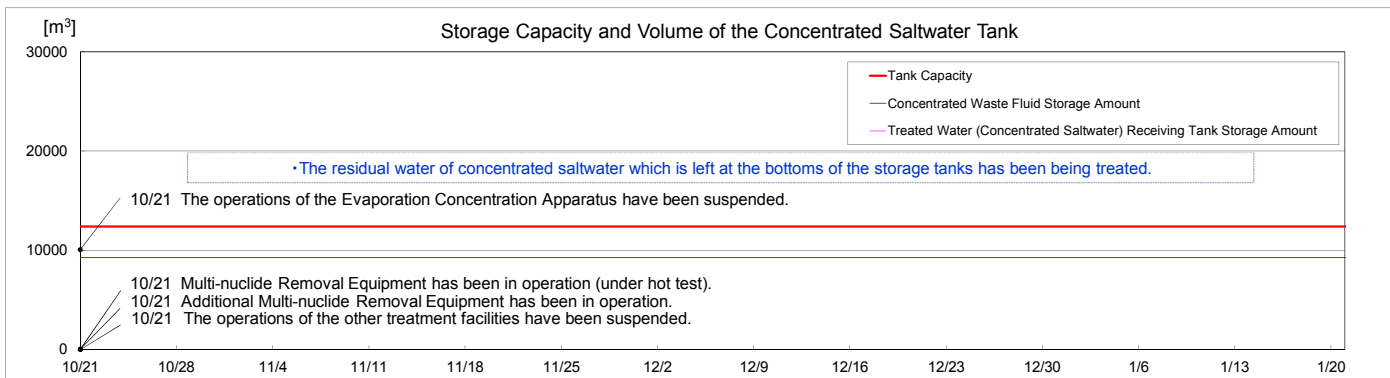 [m³]
Storage Capacity and Volume of the Concentrated Saltwater Tank
30000
Tank Capacity
Concentrated Waste Fluid Storage Amount
Treated Water (Concentrated Saltwater) Receiving Tank Storage Amount
20000
・The residual water of concentrated saltwater which is left at the bottoms of the storage tanks has been being treated.
10/21 The operations of the Evaporation Concentration Apparatus have been suspended.
10000
10/21 Multi-nuclide Removal Equipment has been in operation (under hot test).
10/21 Additional Multi-nuclide Removal Equipment has been in operation.
10/21 The operations of the other treatment facilities have been suspended.
0
10/21 10/28 11/4 11/11 11/18 11/25 12/2 12/9 12/16 12/23 12/30 1/6 1/13 1/20